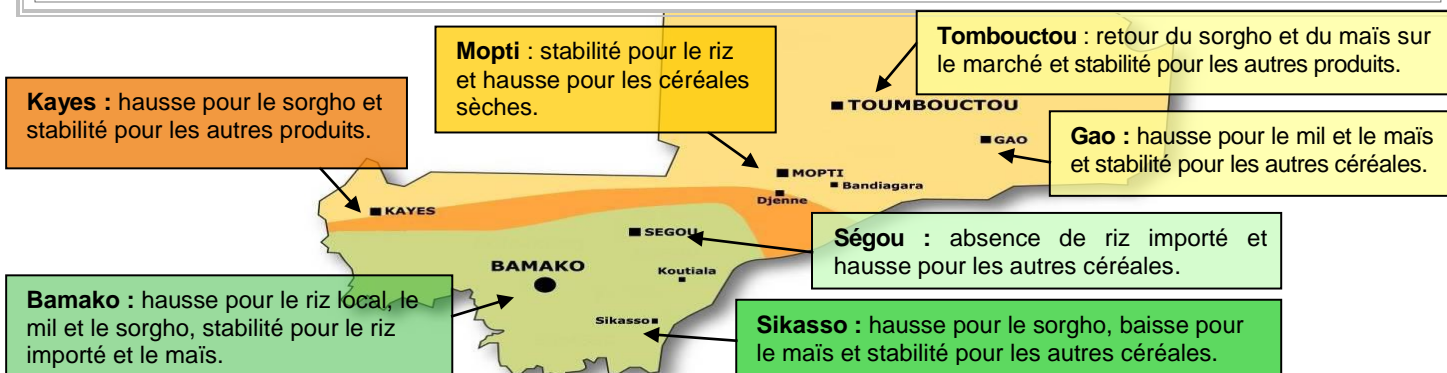 Tombouctou : retour du sorgho et du maïs sur
le marché et stabilité pour les autres produits.
Mopti : stabilité pour le riz
et hausse pour les céréales
sèches.
Kayes : hausse pour le sorgho et
stabilité pour les autres produits.
TOUMBOUCTOU
Gao : hausse pour le mil et le maïs
et stabilité pour les autres céréales.
GAO
MOPTI
Bandiagara
Djenne
KAYES
SEGOU
Ségou : absence de riz importé et
hausse pour les autres céréales.
BAMAKO
Koutiala
Bamako : hausse pour le riz local, le
mil et le sorgho, stabilité pour le riz
importé et le maïs.
Sikasso
Sikasso : hausse pour le sorgho, baisse pour
le maïs et stabilité pour les autres céréales.